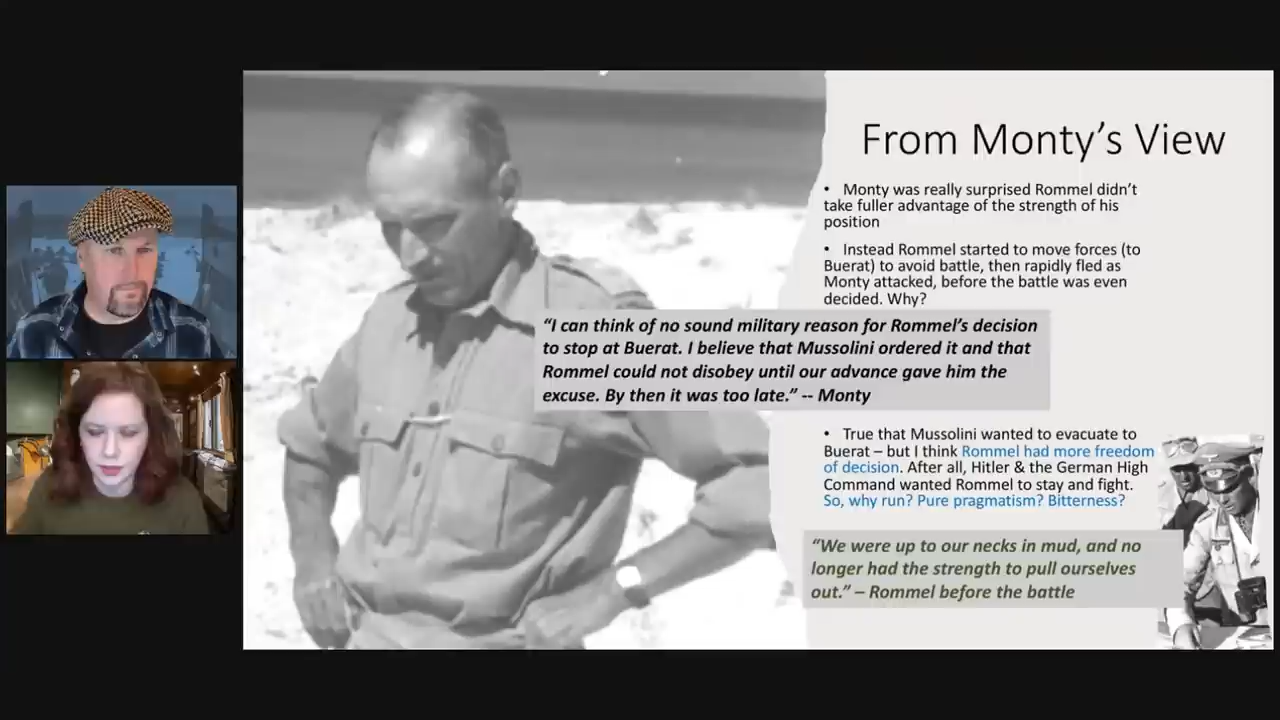 From Monty’s View
• Monty was really surprised Rommel didn’t
take fuller advantage of the strength of his
position
• Instead Rommel started to move forces (to
Buerat) to avoid battle, then rapidly fled as
Monty attacked, before the battle was even
decided. Why?
“I can think of no sound military reason for Rommel’s decision
to stop at Buerat. I believe that Mussolini ordered it and that
Rommel could not disobey until our advance gave him the
excuse. By then it was too late.” -- Monty
• True that Mussolini wanted to evacuate to
Buerat – but I think Rommel had more freedom
of decision. After all, Hitler & the German High
Command wanted Rommel to stay and fight.
So, why run? Pure pragmatism? Bitterness?
“We were up to our necks in mud, and no
longer had the strength to pull ourselves
out.” – Rommel before the battle